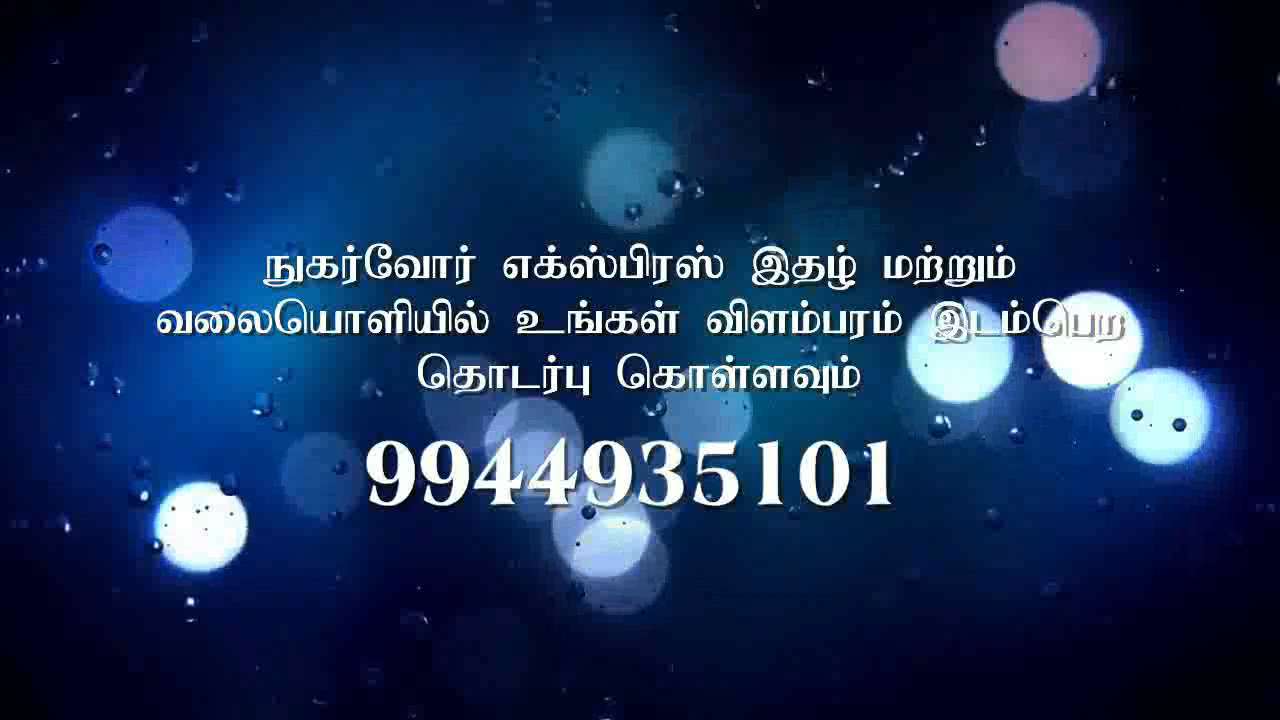 நுகர்வோர் எக்ஸ்பிரஸ் இதழ் மற்றும்
வலையொளியில் உங்கள் விளம்பரம் இடம்பெற
தொடர்பு கொள்ளவும்
9944935101